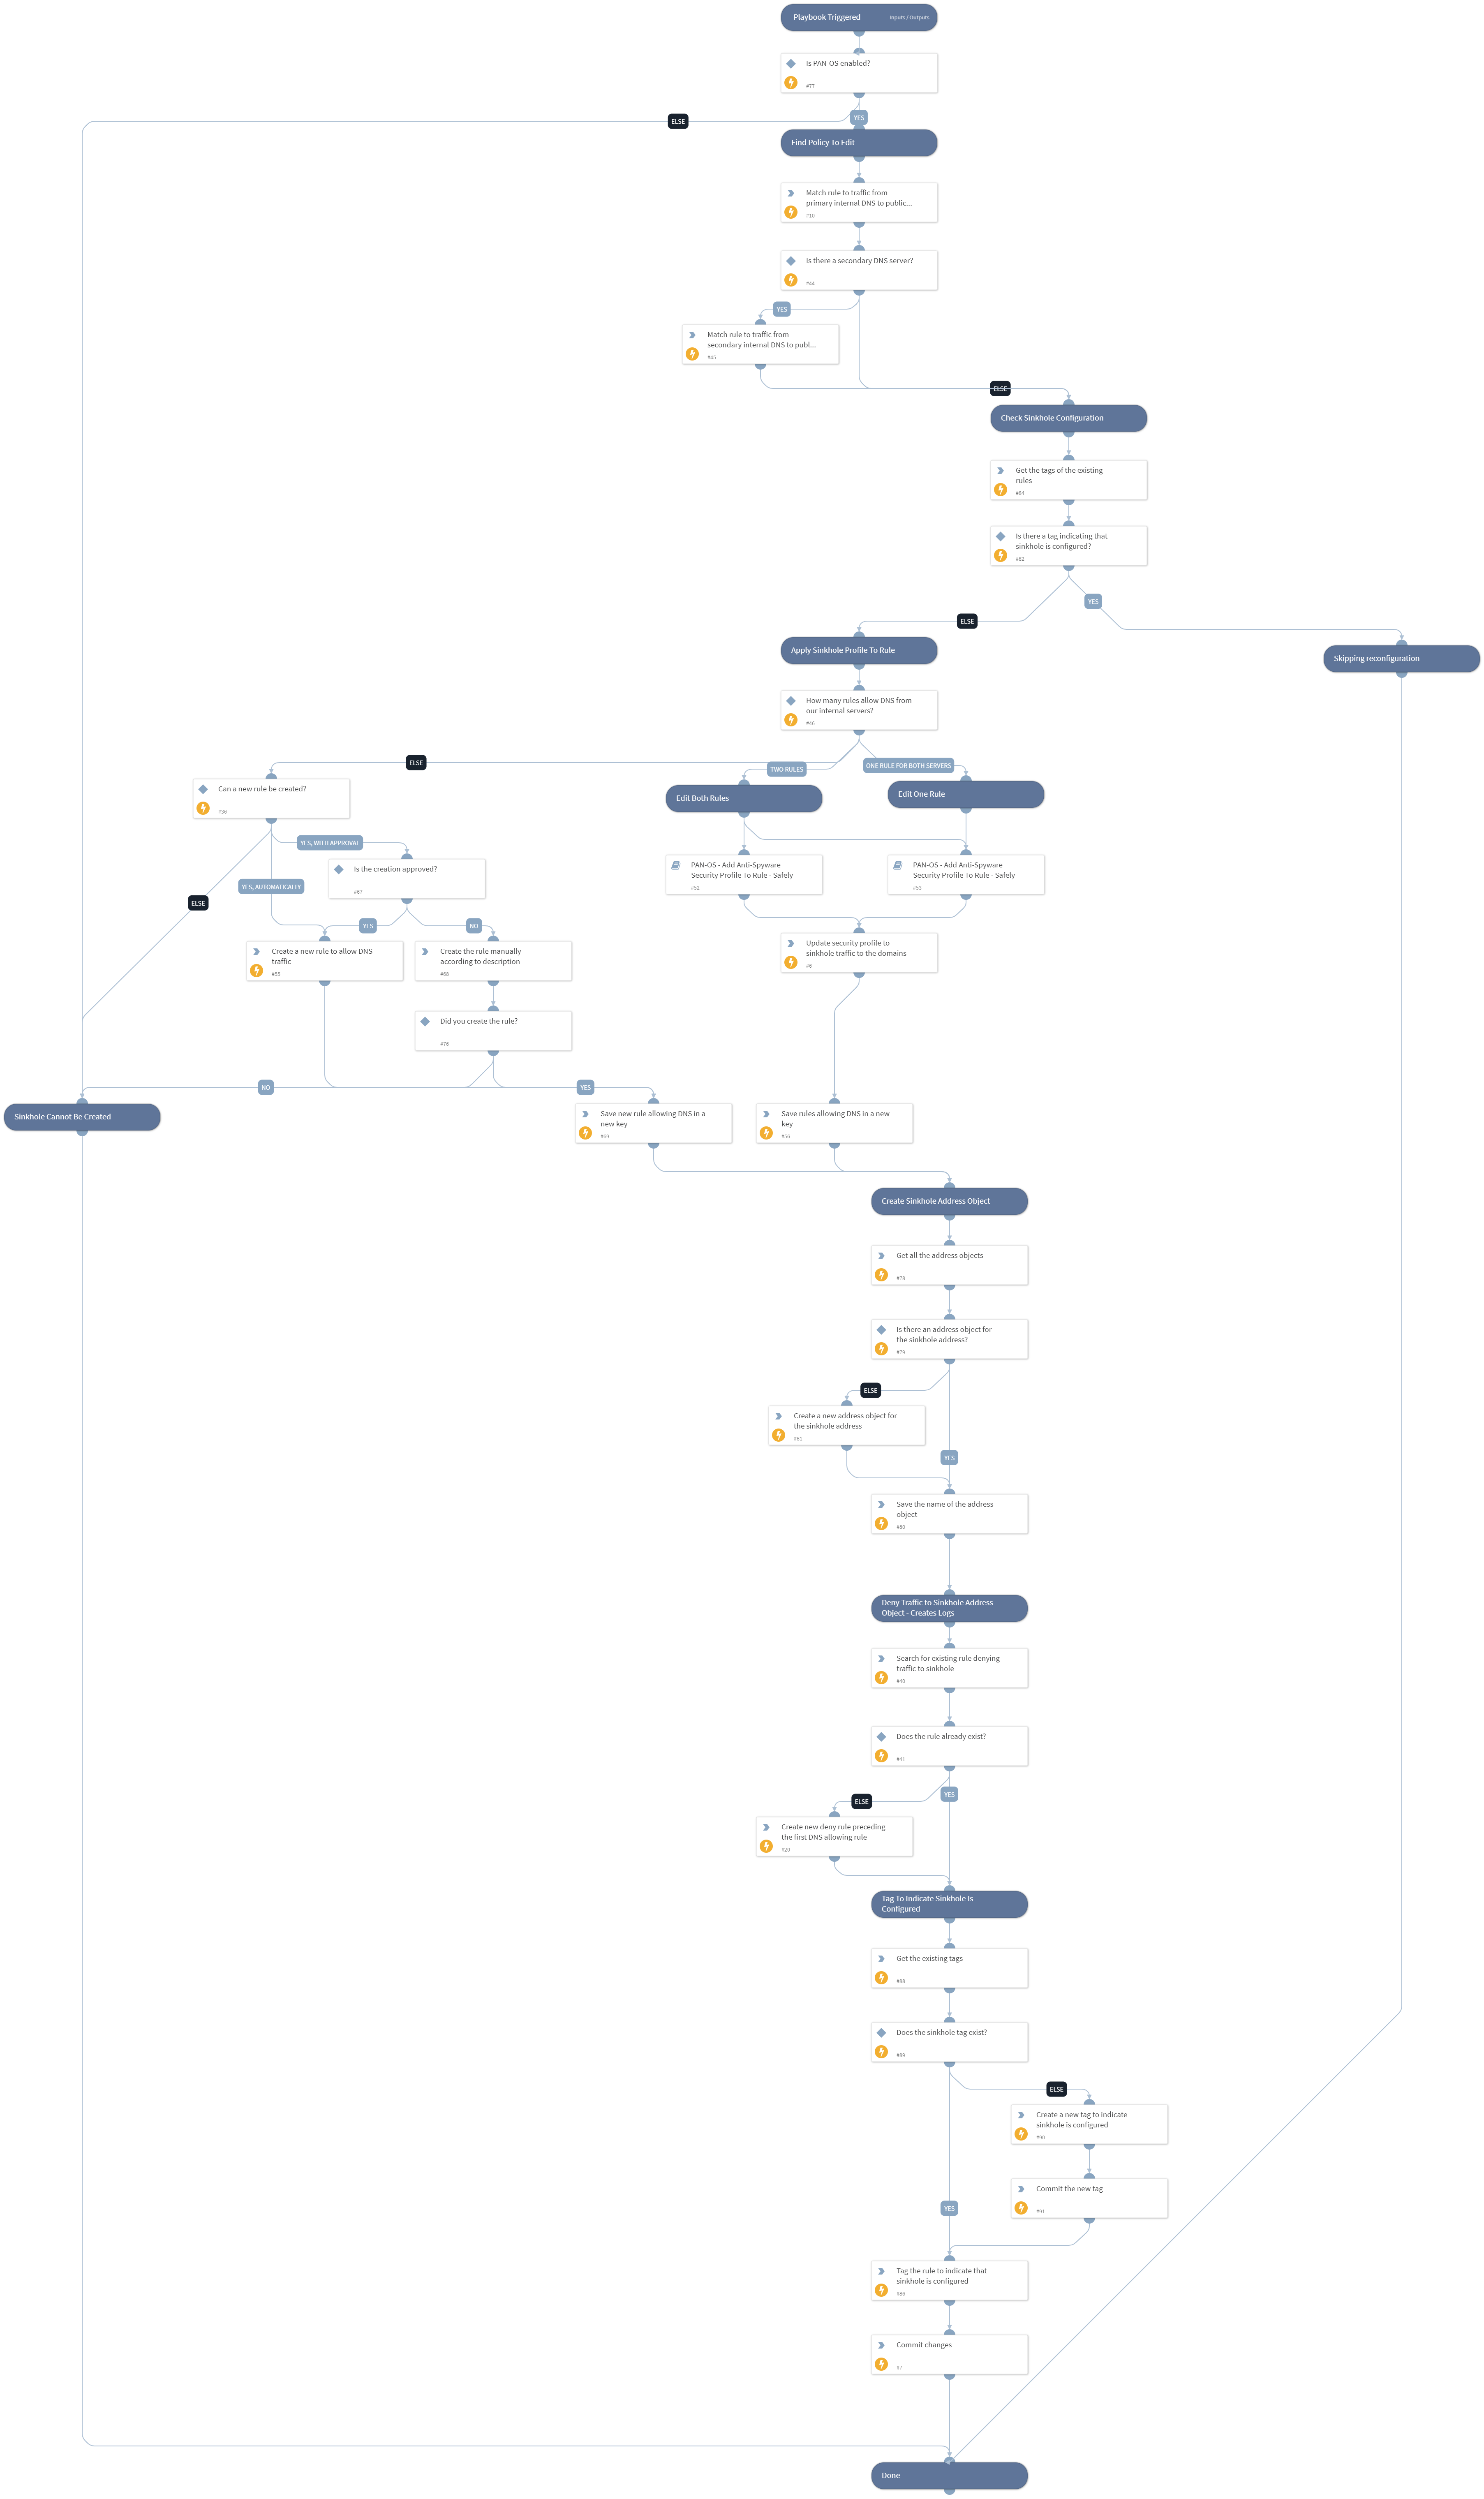 Playbook Triggered
Inputs / Outputs
Is PAN-OS enabled?
#77
ELSE
YES
Find Policy To Edit
Match rule to traffic from
primary internal DNS to public...
#10
Is there a secondary DNS server?
#44
YES
Match rule to traffic from
secondary internal DNS to publ...
#45
ELSE
Check Sinkhole Configuration
Get the tags of the existing
rules
#84
Is there a tag indicating that
sinkhole is configured?
#82
YES
ELSE
Apply Sinkhole Profile To Rule
Skipping reconfiguration
How many rules allow DNS from
our internal servers?
#46
ELSE
TWO RULES
ONE RULE FOR BOTH SERVERS
Can a new rule be created?
Edit Both Rules
Edit One Rule
YES, WITH APPROVAL
Is the creation approved?
#67
PAN-OS - Add Anti-Spyware
Security Profile To Rule - Safely
#52
PAN-OS - Add Anti-Spyware
Security Profile To Rule - Safely
#53
YES, AUTOMATICALLY
ELSE
YES
NO
Create a new rule to allow DNS
traffic
#55
Create the rule manually
according to description
#68
Update security profile to
sinkhole traffic to the domains
#6
Did you create the rule?
NO
YES
Sinkhole Cannot Be Created
Save new rule allowing DNS in a
new key
#69
Save rules allowing DNS in a new
key
#56
Create Sinkhole Address Object
Get all the address objects
#78
Is there an address object for
the sinkhole address?
#79
ELSE
Create a new address object for
the sinkhole address
#81
YES
Save the name of the address
object
#80
Deny Traffic to Sinkhole Address
Object - Creates Logs
Search for existing rule denying
traffic to sinkhole
#40
Does the rule already exist?
#41
YES
ELSE
Create new deny rule preceding
the first DNS allowing rule
#20
Tag To Indicate Sinkhole Is
Configured
Get the existing tags
#88
Does the sinkhole tag exist?
#89
ELSE
Create a new tag to indicate
sinkhole is configured
#90
Commit the new tag
#91
YES
Tag the rule to indicate that
sinkhole is configured
#86
Commit changes
#7
Done